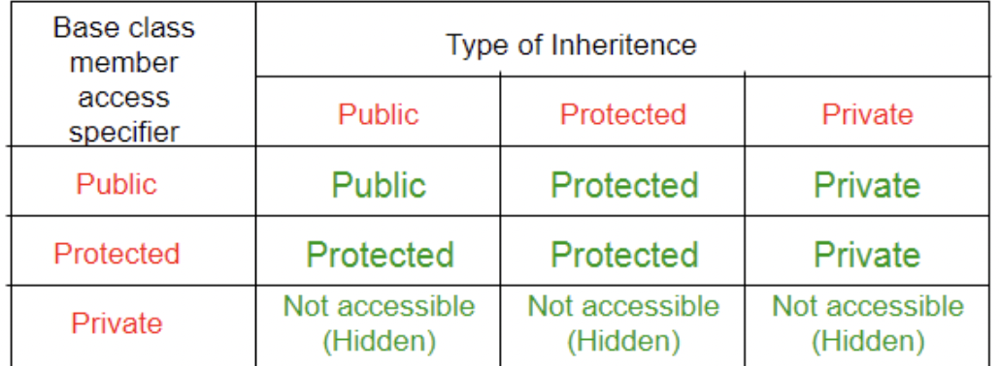 Base class
member
access
specifier
Type of Inheritence
Public Protected Private
Public Public Protected Private
Protected Protected Protected Private
Private Not accessible (Hidden) Not accessible (Hidden) Not accessible (Hidden)